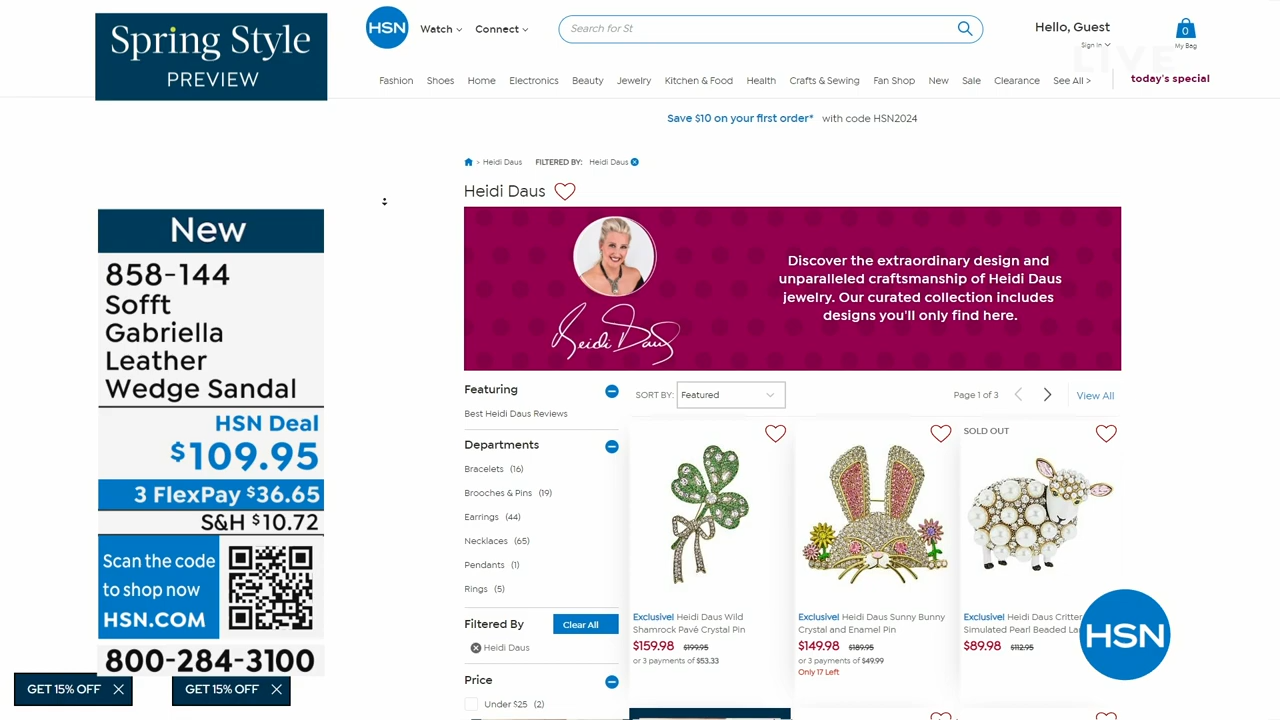 Spring Style
PREVIEW
HSN
Watch
Connect
Search for St
Hello, Guest
Sign In
0
My Bag
LIVE
Fashion
Shoes
Home
Electronics
Beauty
Jewelry
Kitchen & Food
Health
Crafts & Sewing
Fan Shop
New
Sale
Clearance
See All >
today's special
Save $10 on your first order* with code HSN2024
> Heidi Daus FILTERED BY: Heidi Daus
Heidi Daus
Heidi Daus
Discover the extraordinary design and
unparalleled craftsmanship of Heidi Daus
jewelry. Our curated collection includes
designs you'll only find here.
New
858-144
Sofft
Gabriella
Leather
Wedge Sandal
HSN Deal
$109.95
3 FlexPay $36.65
S&H $10.72
Scan the code
to shop now
HSN.COM
800-284-3100
GET 15% OFF
GET 15% OFF
Featuring
Best Heidi Daus Reviews
Departments
Bracelets (16)
Brooches & Pins (19)
Earrings (44)
Necklaces (65)
Pendants (1)
Rings (5)
Filtered By
Clear All
Heidi Daus
Price
Under $25 (2)
SORT BY: Featured
Page 1 of 3
View All
Exclusive! Heidi Daus Wild
Shamrock Pavé Crystal Pin
$159.98 $199.95
or 3 payments of $53.33
Exclusive! Heidi Daus Sunny Bunny
Crystal and Enamel Pin
$149.98 $189.95
or 3 payments of $49.99
Only 17 Left
SOLD OUT
Exclusive! Heidi Daus Critter
Simulated Pearl Beaded
$89.98 $112.95
HSN